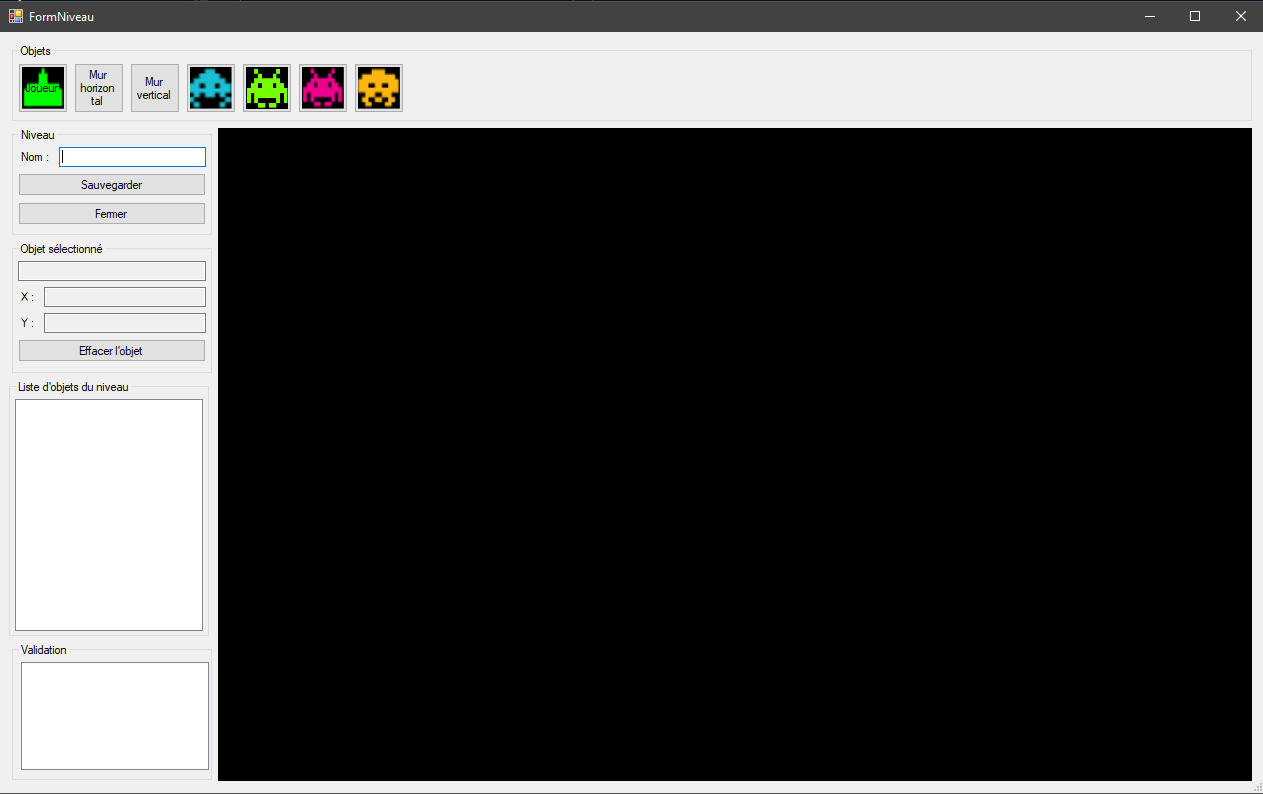 FormNiveau
Objets
Joueur
Mur
horizon
tal
Mur
vertical
Niveau
Nom :
Sauvegarder
Fermer
Objet sélectionné
X :
Y :
Effacer l'objet
Liste d'objets du niveau
Validation